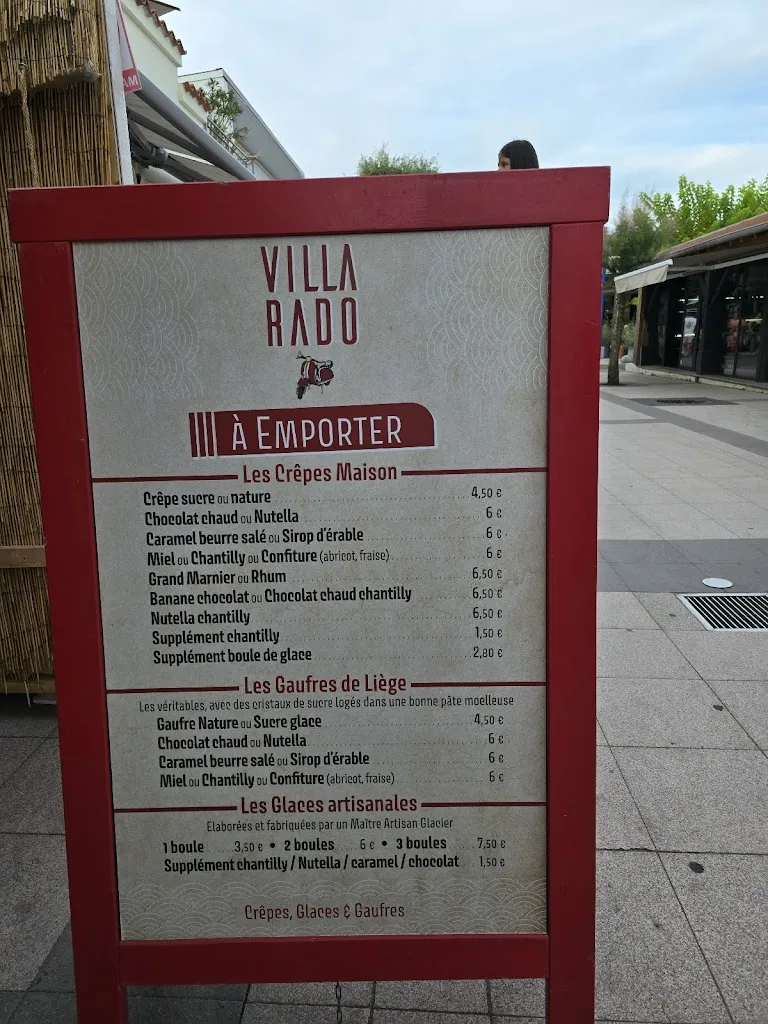 AM
VILLA
RADO
À EMPORTER
Les Crêpes Maison
Crêpe sucre ou nature 4,50 €
Chocolat chaud ou Nutella 6 €
Caramel beurre salé ou Sirop d'érable 6 €
Miel ou Chantilly ou Confiture (abricot, fraise) 6 €
Grand Marnier ou Rhum 6,50 €
Banane chocolat ou Chocolat chaud chantilly 6,50 €
Nutella chantilly 6,50 €
Supplément chantilly 1,50 €
Supplément boule de glace 2,80 €
Les Gaufres de Liège
Les véritables, avec des cristaux de sucre logés dans une bonne pâte moelleuse
Gaufre Nature ou Sucre glace 4,50 €
Chocolat chaud ou Nutella 6 €
Caramel beurre salé ou Sirop d'érable 6 €
Miel ou Chantilly ou Confiture (abricot, fraise) 6 €
Les Glaces artisanales
Elaborées et fabriquées par un Maître Artisan Glacier
1 boule 3,50 € • 2 boules 6 € • 3 boules 7,50 €
Supplément chantilly / Nutella / caramel / chocolat 1,50 €
Crêpes, Glaces & Gaufres